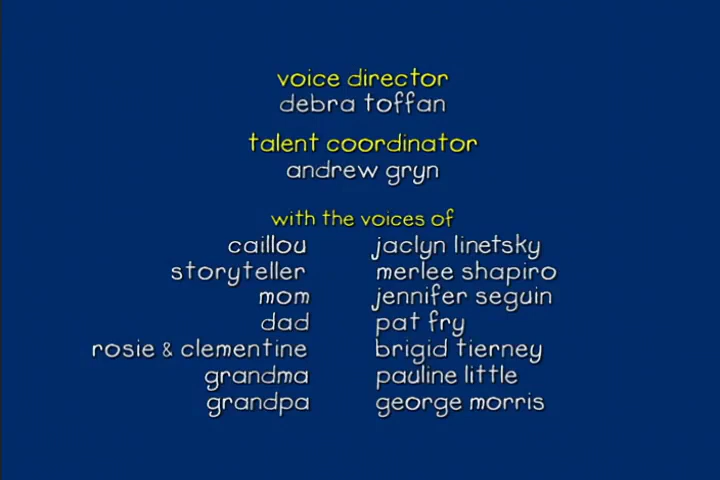 voice director
debra toffan
talent coordinator
andrew gryn
with the voices of
caillou jaclyn linetsky
storyteller merlee shapiro
mom jennifer seguin
dad pat fry
rosie & clementine brigid tierney
grandma pauline little
grandpa george morris